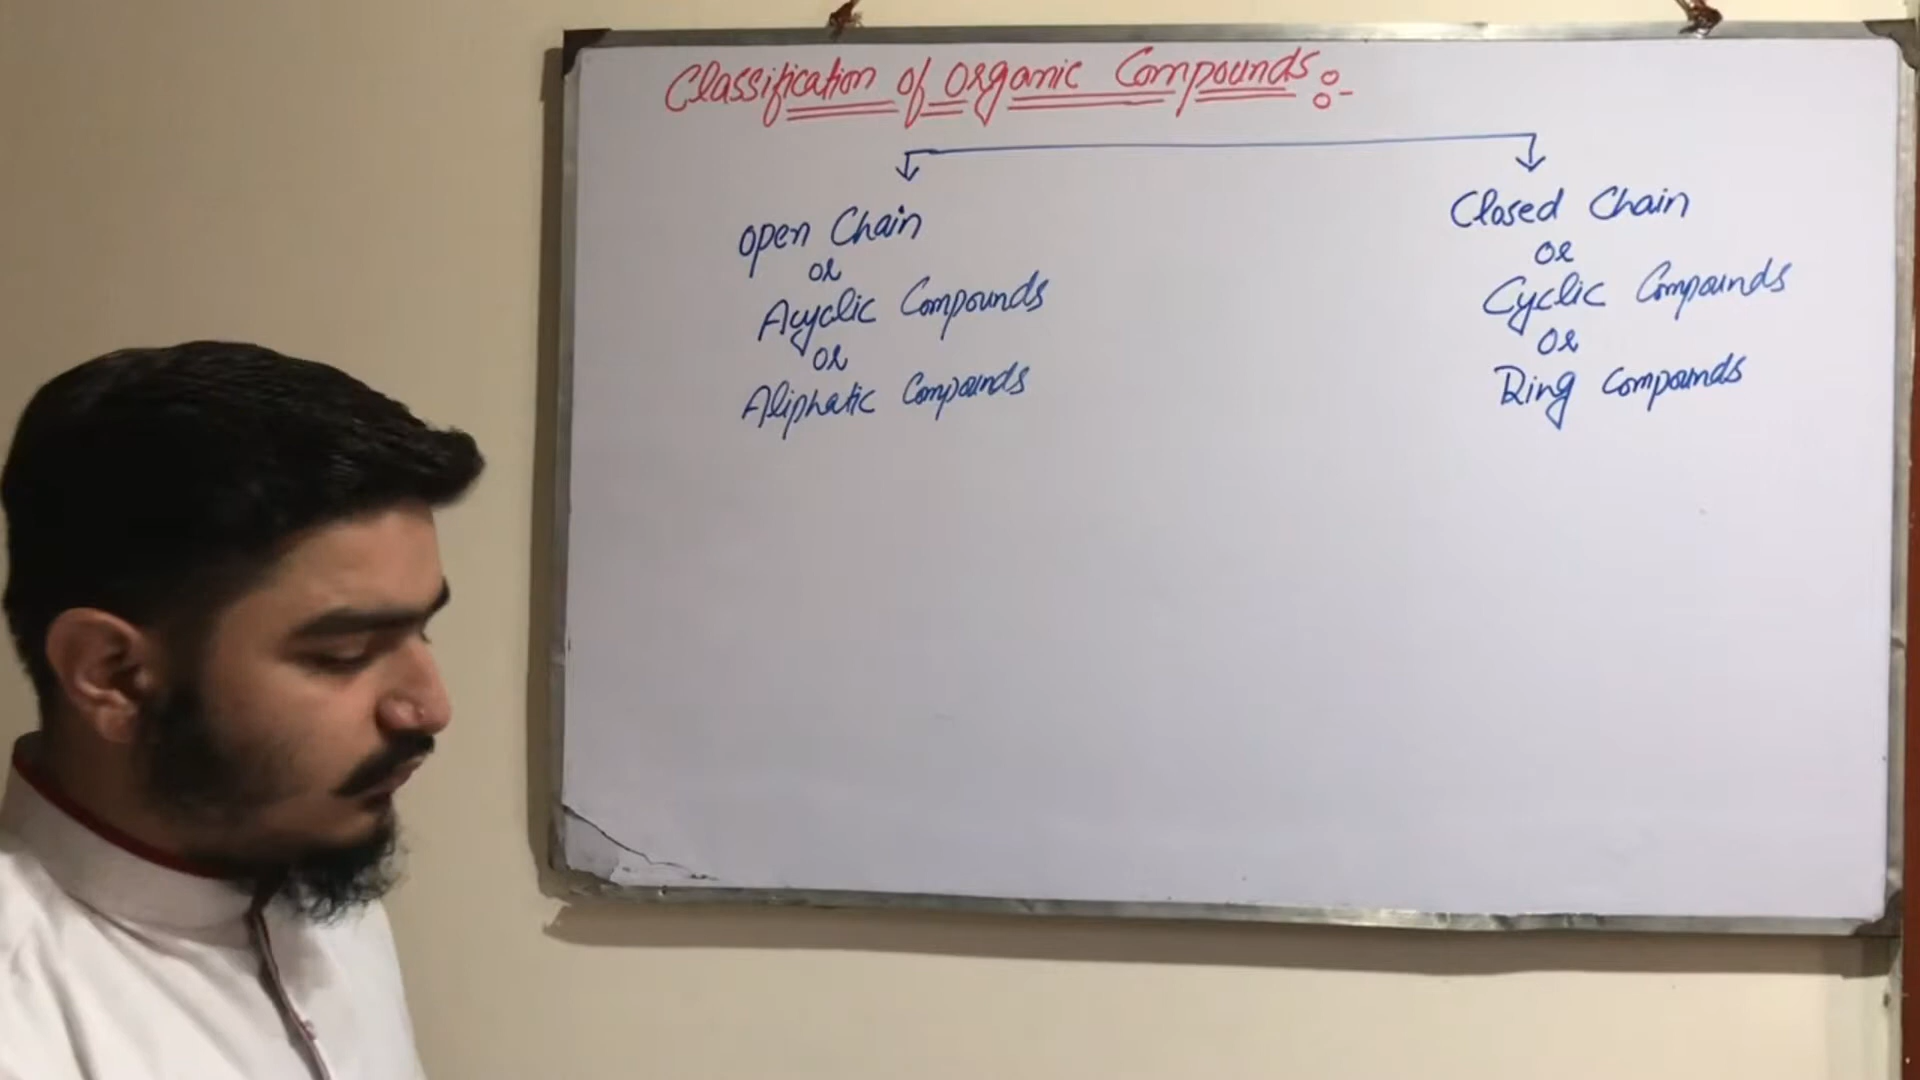 Classification of Organic Compounds:-
Open Chain
or
Acyclic Compounds
or
Aliphatic Compounds
Closed Chain
or
Cyclic Compounds
or
Ring Compounds